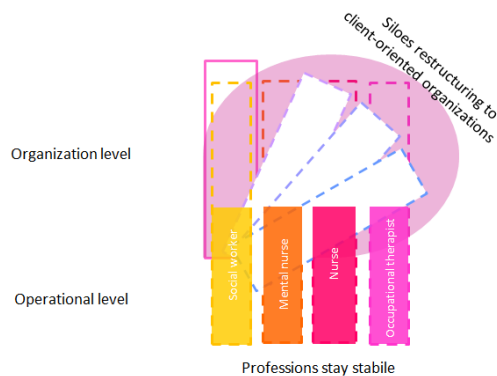 Siloes restructuring to
client-oriented organizations
Organization level
Social worker
Mental nurse
Nurse
Occupational therapist
Operational level
Professions stay stabile